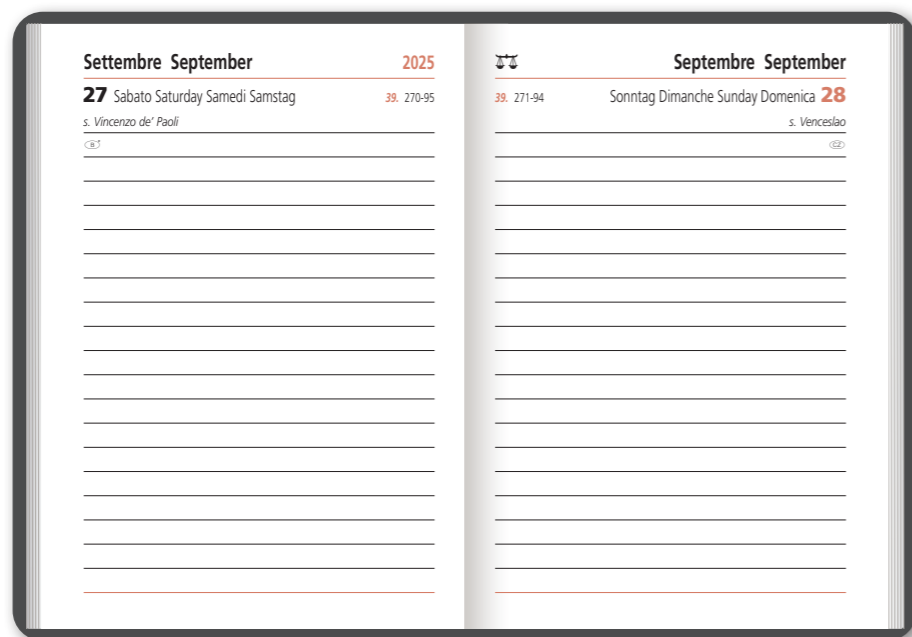 Settembre September 2025
27 Sabato Saturday Samedi Samstag 39. 270-95
s. Vincenzo de' Paoli
B
Septembre September
39. 271-94 Sonntag Dimanche Sunday Domenica 28
s. Venceslao
CZ